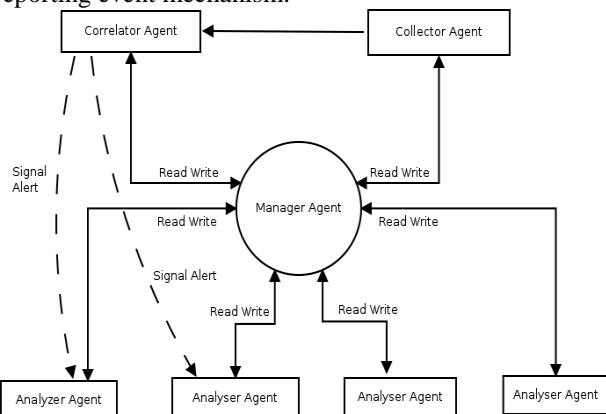 reporting event mechanism.
Correlator Agent
Collector Agent
Signal
Alert
Read Write
Read Write
Manager Agent
Read Write
Read Write
Signal Alert
Read Write
Read Write
Analyzer Agent
Analyser Agent
Analyser Agent
Analyser Agent